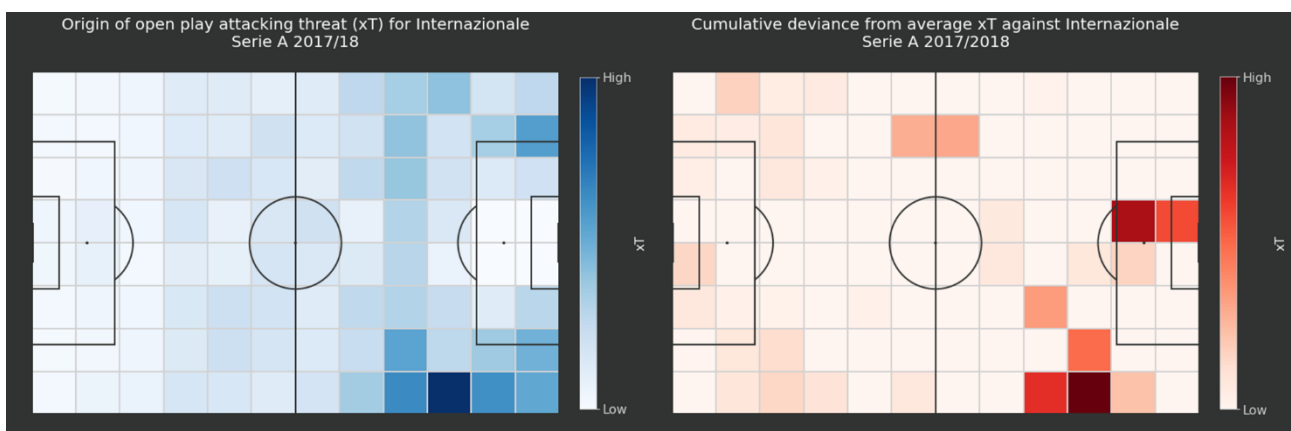 Origin of open play attacking threat (xT) for Internazionale
Serie A 2017/18
High
xT
Low
Cumulative deviance from average xT against Internazionale
Serie A 2017/2018
High
xT
Low